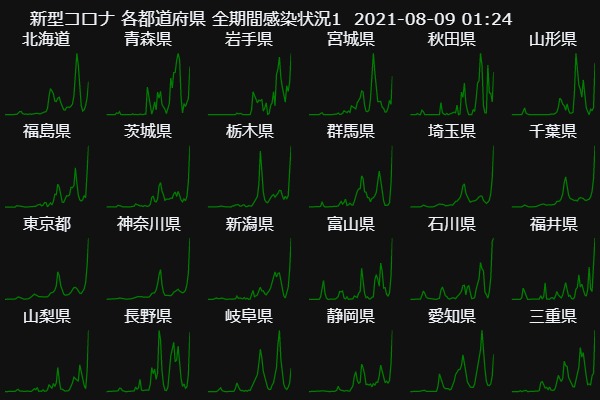 新型コロナ 各都道府県 全期間感染状況1 2021-08-09 01:24
北海道 青森県 岩手県 宮城県 秋田県 山形県
福島県 茨城県 栃木県 群馬県 埼玉県 千葉県
東京都 神奈川県 新潟県 富山県 石川県 福井県
山梨県 長野県 岐阜県 静岡県 愛知県 三重県